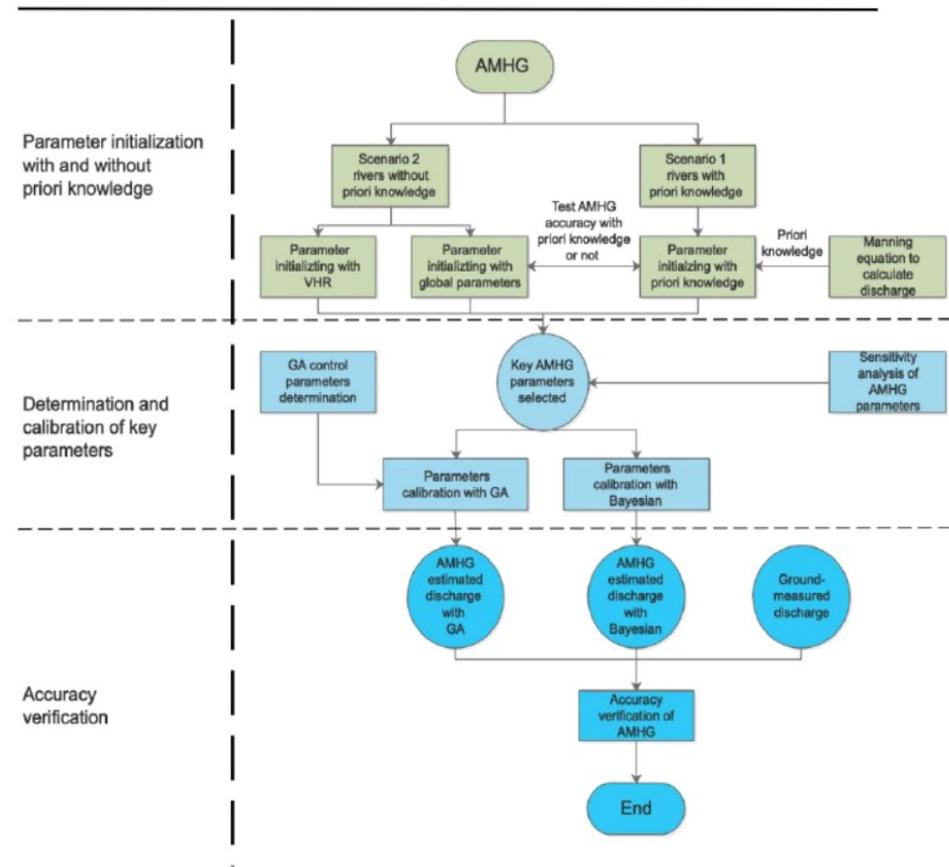 AMHG
Parameter initialization
with and without
priori knowledge
Scenario 2
rivers without
priori knowledge
Scenario 1
rivers with
priori knowledge
Test AMHG
accuracy with
priori knowledge
or not
Priori
knowledge
Parameter
initializting with
VHR
Parameter
initializting with
global parameters
Parameter
initialzing with
priori knowledge
Manning
equation to
calculate
discharge
Determination and
calibration of key
parameters
GA control
parameters
determination
Key AMHG
parameters
selected
Sensitivity
analysis of
AMHG
parameters
Parameters
calibration with GA
Parameters
calibration with
Bayesian
Accuracy
verification
AMHG
estimated
discharge
with
GA
AMHG
estimated
discharge
with
Bayesian
Ground-
measured
discharge
Accuracy
verification of
AMHG
End